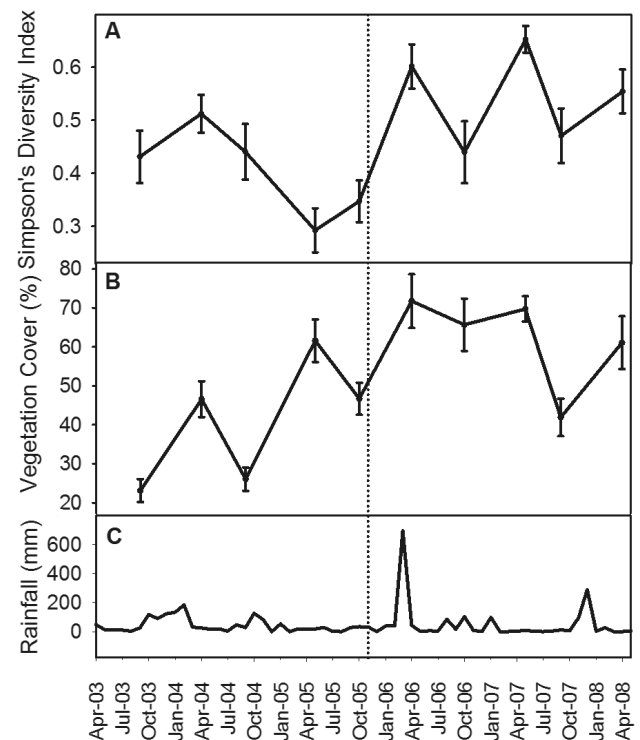 A
Simpson's Diversity Index
0.6
0.5
0.4
0.3
B
Vegetation Cover (%)
80
70
60
50
40
30
20
C
Rainfall (mm)
600
400
200
0
Apr-03
Jul-03
Oct-03
Jan-04
Apr-04
Jul-04
Oct-04
Jan-05
Apr-05
Jul-05
Oct-05
Jan-06
Apr-06
Jul-06
Oct-06
Jan-07
Apr-07
Jul-07
Oct-07
Jan-08
Apr-08